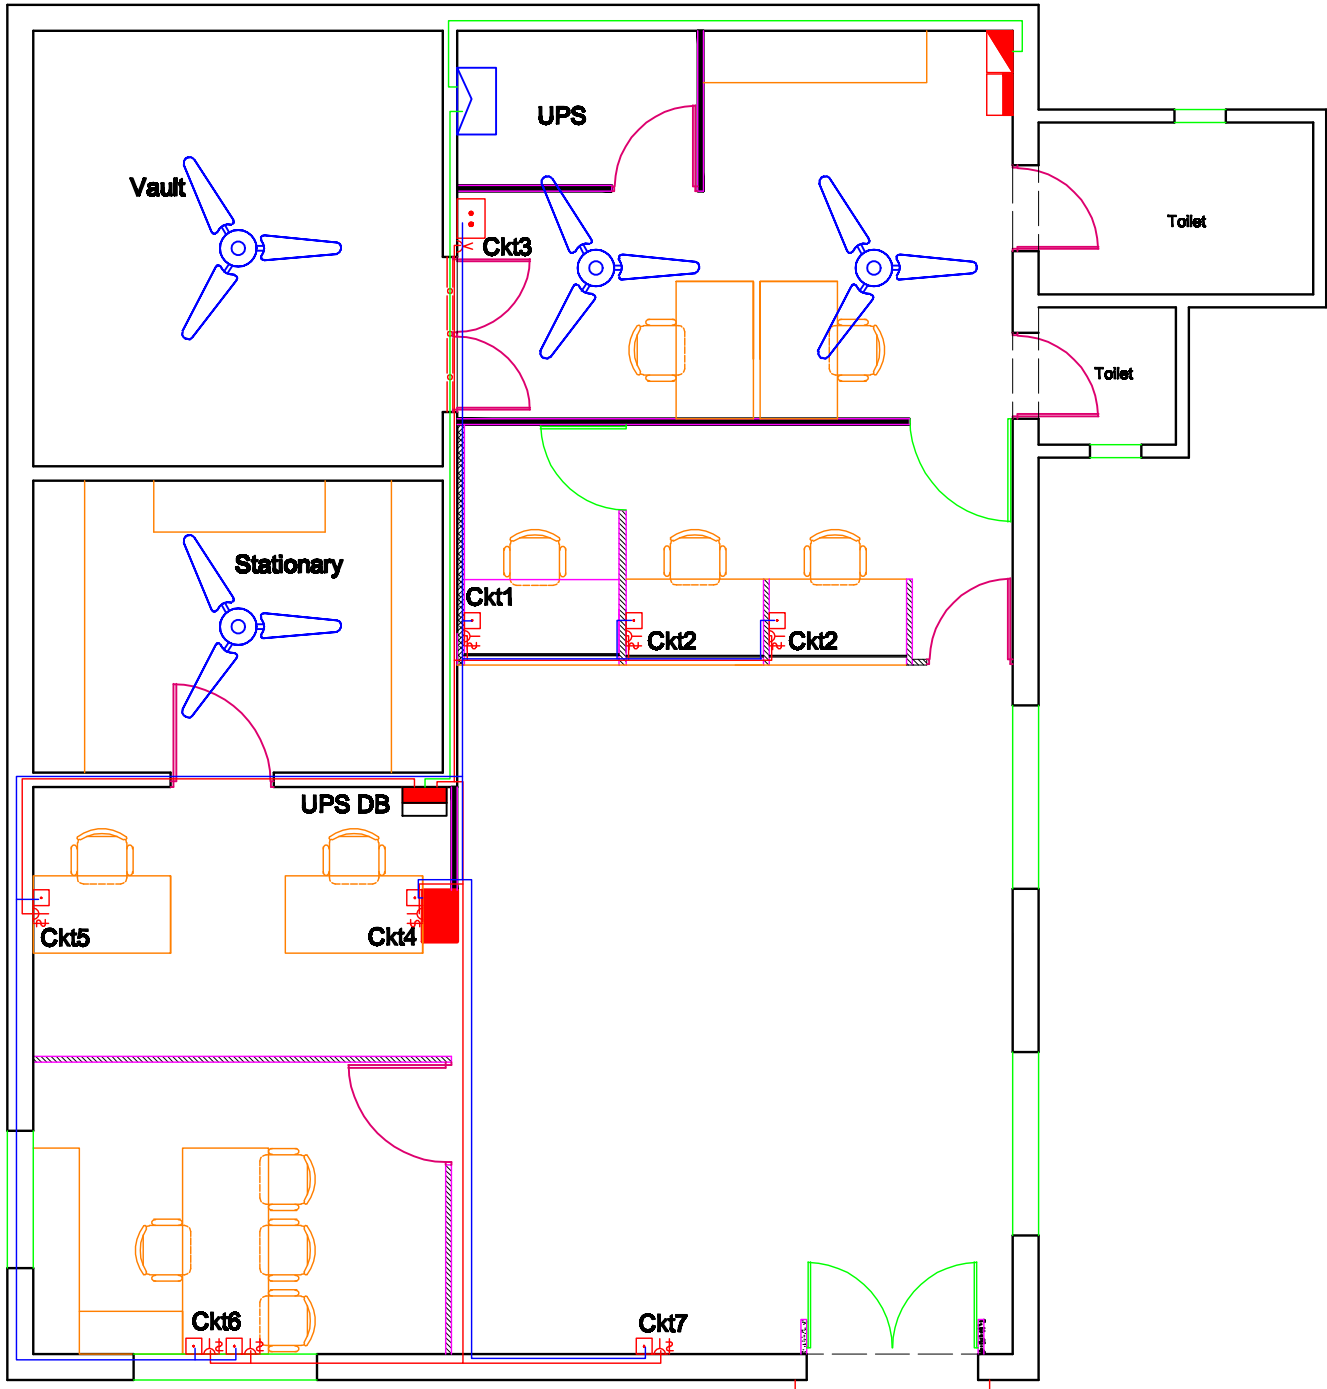 UPS
Vault
Toilet
Ckt3
Toilet
Stationary
Ckt1
Ckt2
Ckt2
UPS DB
Ckt5
Ckt4
Ckt6
Ckt7